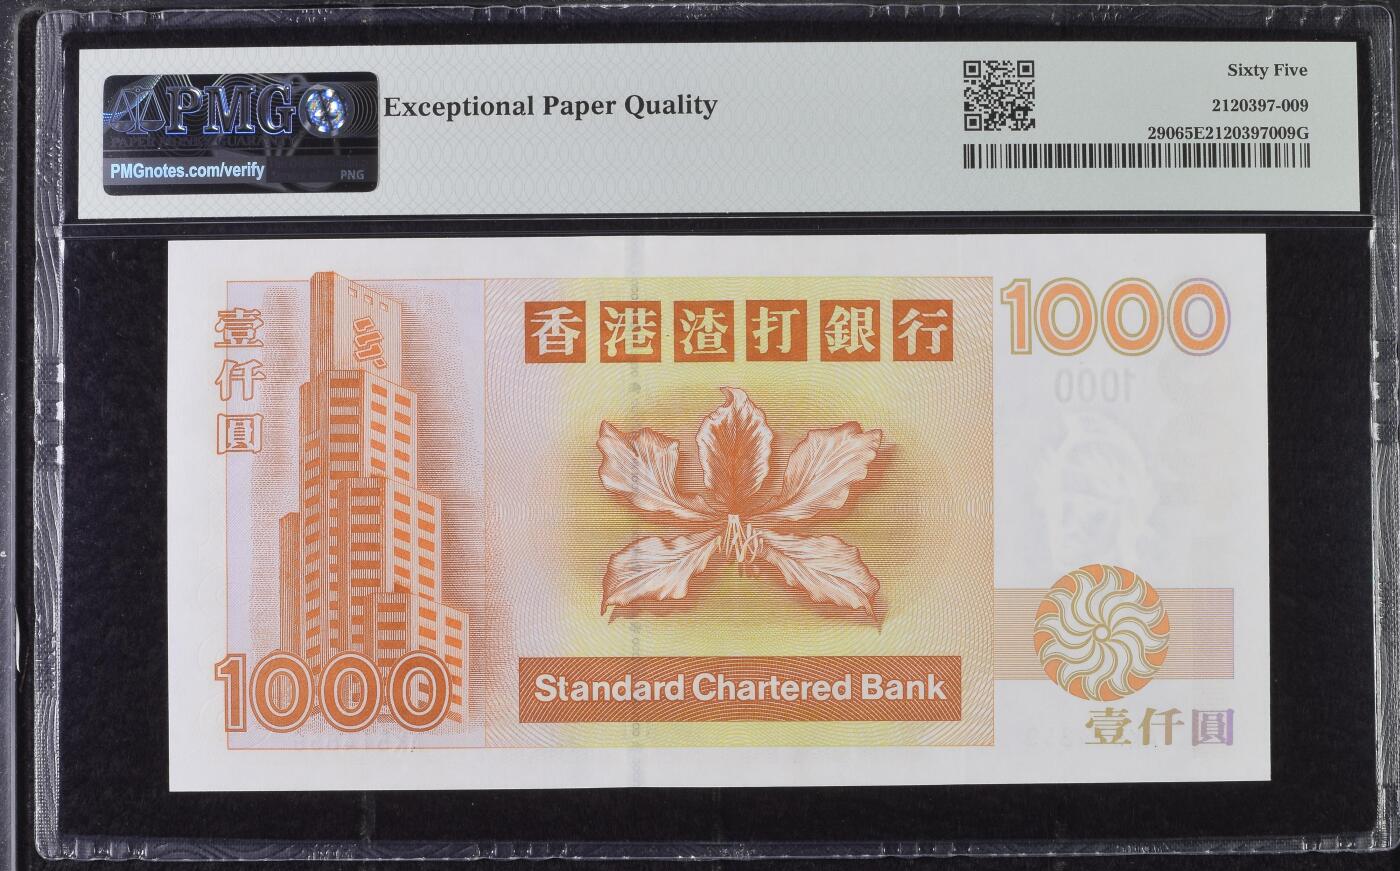 PMG
PAPER MONEY GUARANTY
PMGnotes.com/verify
PNG
Exceptional Paper Quality
Sixty Five
2120397-009
29065E2120397009G
壹仟圓
香港渣打銀行
1000
1000
1000
Standard Chartered Bank
壹仟圓